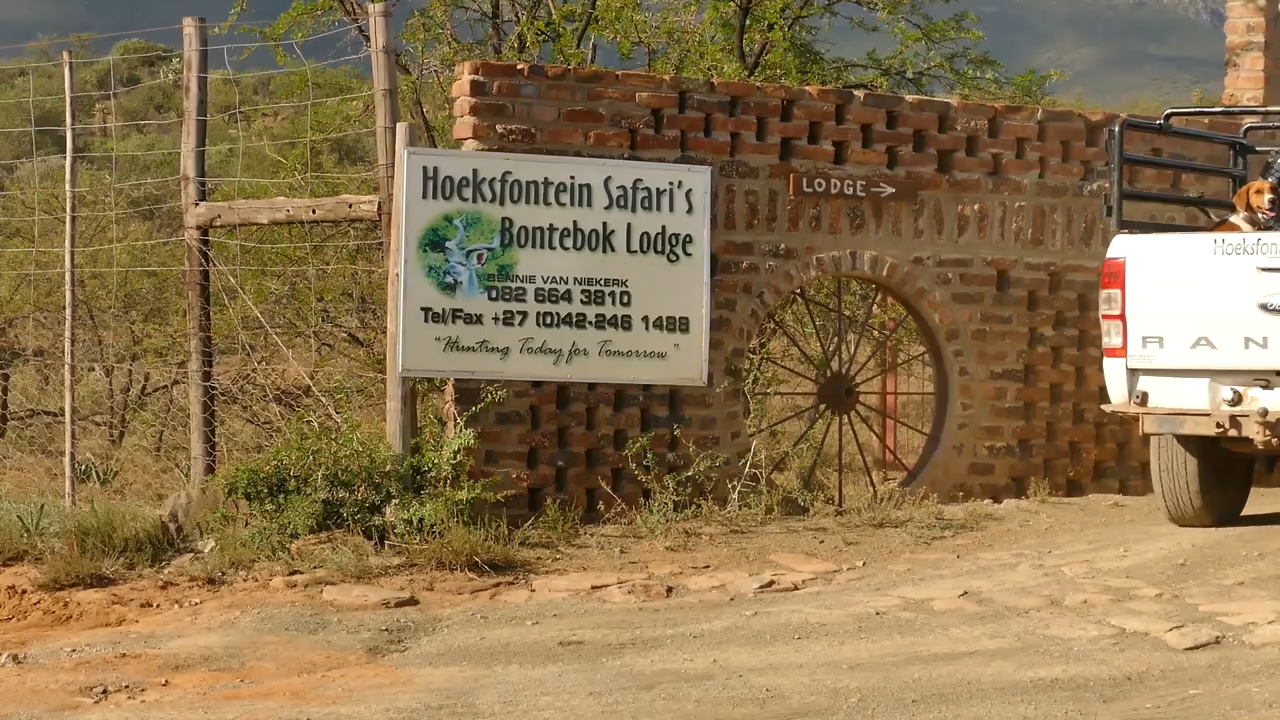 Hoeksfontein Safari's
Bontebok Lodge
BENNIE VAN NIEKERK
082 664 3810
Tel/Fax +27 (0)42-246 1488
"Hunting Today for Tomorrow"
LODGE →
Hoeksfont
RAN